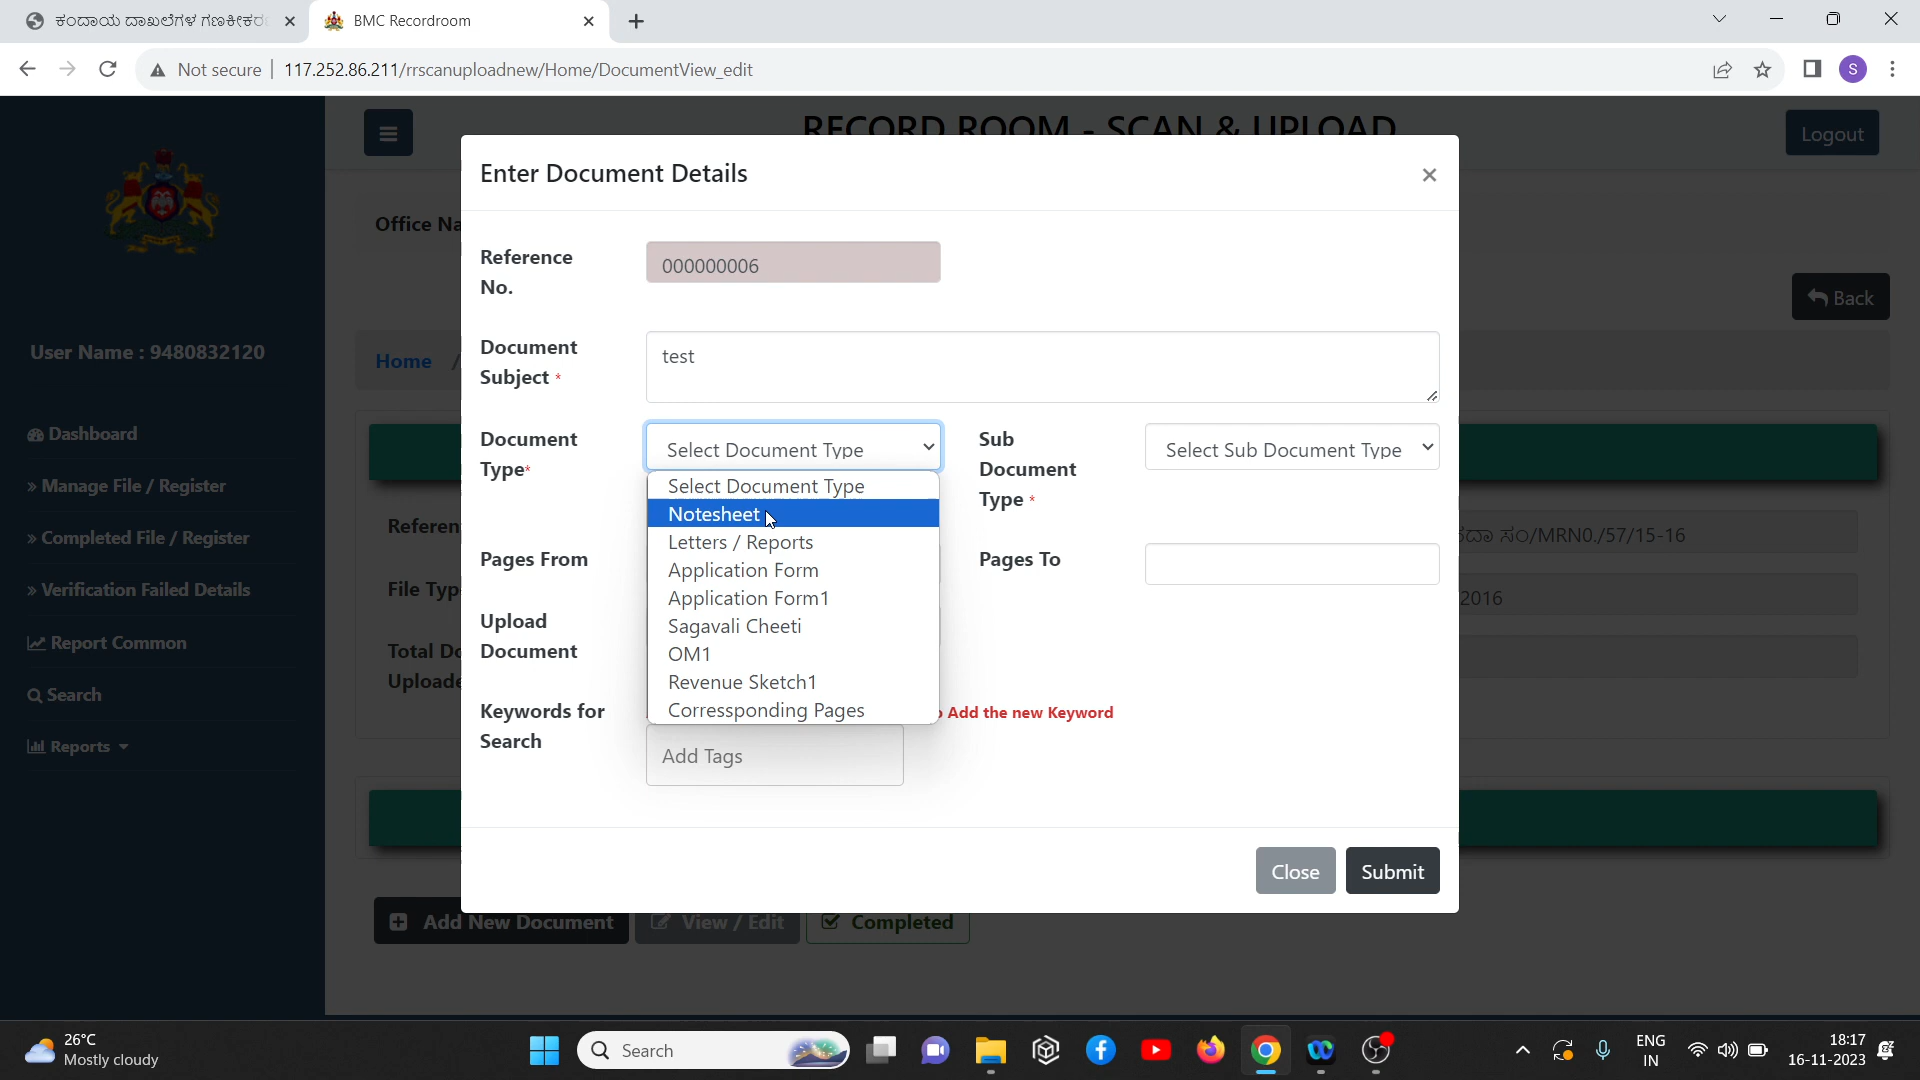 ಕಂದಾಯ ದಾಖಲೆಗಳ ಗಣಕೀಕರಣ
BMC Recordroom
Not secure
117.252.86.211/rrscanuploadnew/Home/DocumentView_edit
S
RECORD ROOM - SCAN & UPLOAD
Logout
Enter Document Details
Office Na
Reference No.
000000006
Back
User Name : 9480832120
Home /
Document Subject *
test
Dashboard
» Manage File / Register
» Completed File / Register
» Verification Failed Details
Report Common
Search
Reports
Document Type*
Select Document Type
Sub Document Type *
Select Sub Document Type
Select Document Type
Notesheet
Letters / Reports
Application Form
Application Form1
Sagavali Cheeti
OM1
Revenue Sketch1
Corressponding Pages
Referen
ಸಂ/MRN0./57/15-16
Pages From
Pages To
File Typ
2016
Upload Document
Total Do
Uploade
Keywords for Search
Add the new Keyword
Add Tags
Close
Submit
Add New Document
View / Edit
Completed
26°C
Mostly cloudy
Search
ENG
IN
18:17
16-11-2023